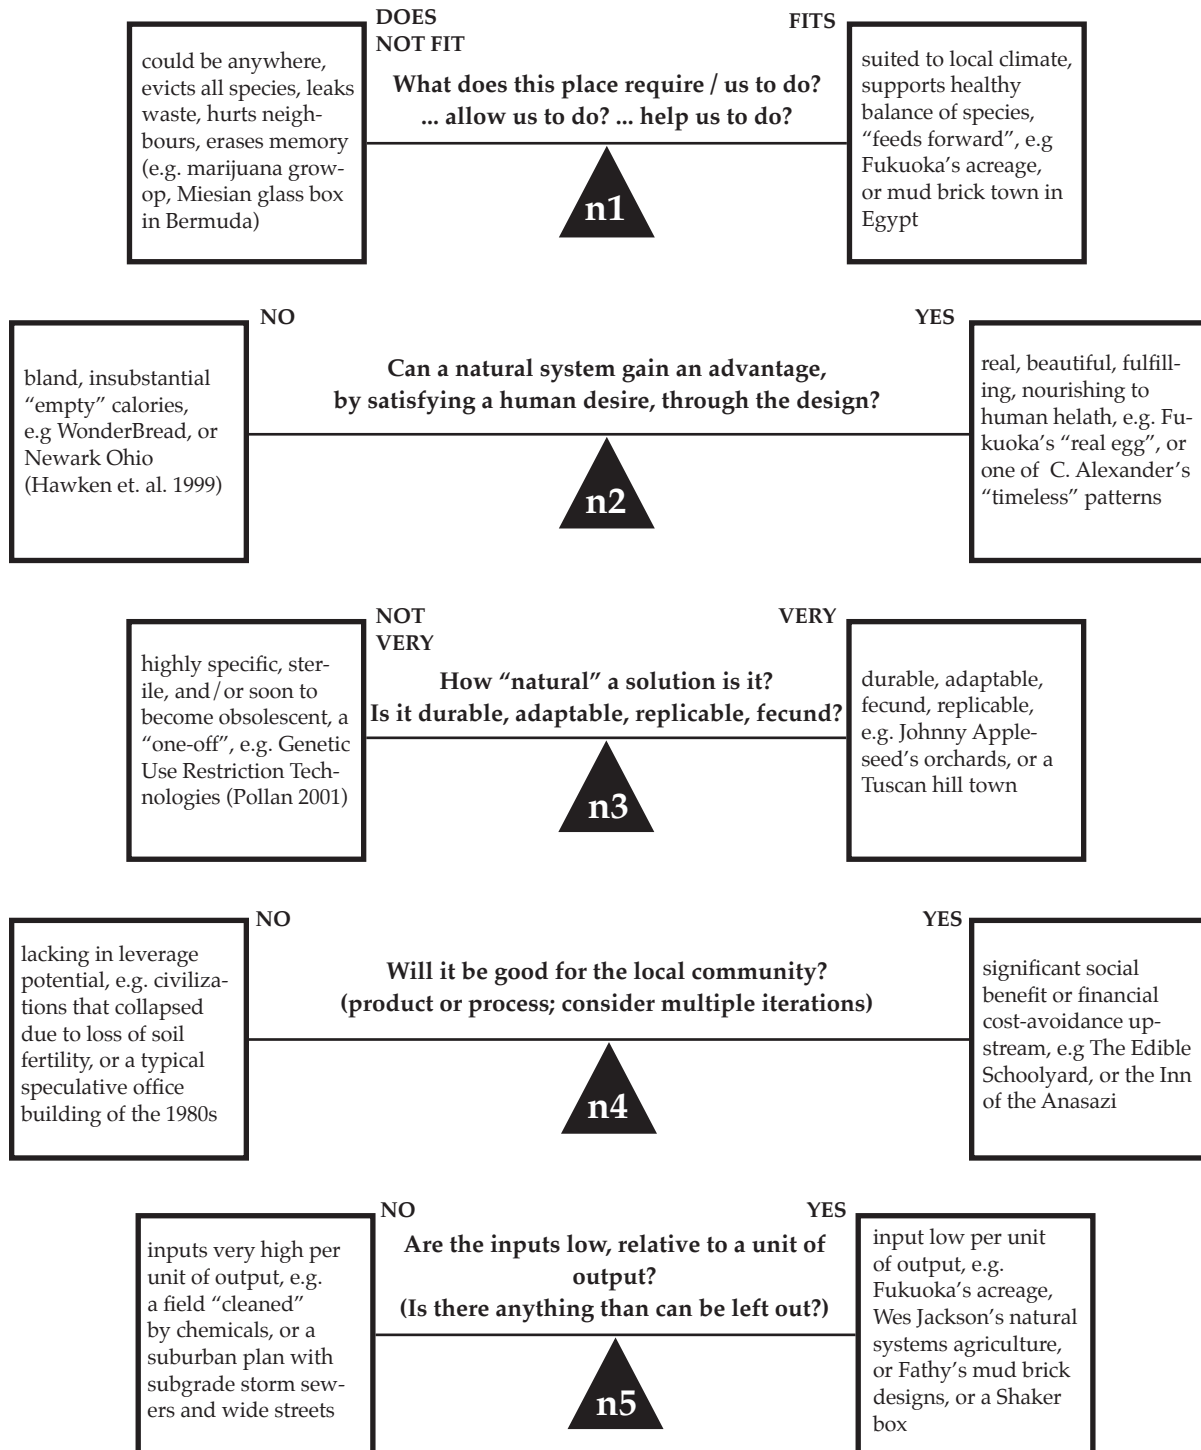 DOES
NOT FIT
FITS
could be anywhere,
evicts all species, leaks
waste, hurts neigh-
bours, erases memory
(e.g. marijuana grow-
op, Miesian glass box
in Bermuda)
What does this place require / us to do?
... allow us to do? ... help us to do?
n1
suited to local climate,
supports healthy
balance of species,
“feeds forward”, e.g
Fukuoka’s acreage,
or mud brick town in
Egypt
NO
YES
bland, insubstantial
“empty” calories,
e.g WonderBread, or
Newark Ohio
(Hawken et. al. 1999)
Can a natural system gain an advantage,
by satisfying a human desire, through the design?
n2
real, beautiful, fulfill-
ing, nourishing to
human helath, e.g. Fu-
kuoka’s “real egg”, or
one of C. Alexander’s
“timeless” patterns
NOT
VERY
VERY
highly specific, ster-
ile, and/or soon to
become obsolescent, a
“one-off”, e.g. Genetic
Use Restriction Tech-
nologies (Pollan 2001)
How “natural” a solution is it?
Is it durable, adaptable, replicable, fecund?
n3
durable, adaptable,
fecund, replicable,
e.g. Johnny Apple-
seed’s orchards, or a
Tuscan hill town
NO
YES
lacking in leverage
potential, e.g. civiliza-
tions that collapsed
due to loss of soil
fertility, or a typical
speculative office
building of the 1980s
Will it be good for the local community?
(product or process; consider multiple iterations)
n4
significant social
benefit or financial
cost-avoidance up-
stream, e.g The Edible
Schoolyard, or the Inn
of the Anasazi
NO
YES
inputs very high per
unit of output, e.g.
a field “cleaned”
by chemicals, or a
suburban plan with
subgrade storm sew-
ers and wide streets
Are the inputs low, relative to a unit of
output?
(Is there anything than can be left out?)
n5
input low per unit
of output, e.g.
Fukuoka’s acreage,
Wes Jackson’s natural
systems agriculture,
or Fathy’s mud brick
designs, or a Shaker
box